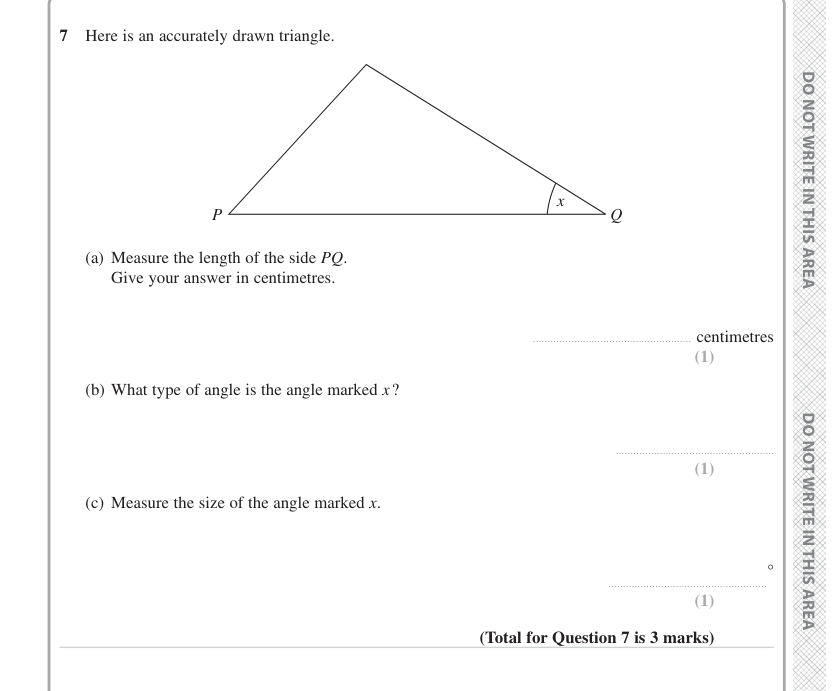 7 Here is an accurately drawn triangle.
P
x
Q
(a) Measure the length of the side PQ.
Give your answer in centimetres.
........................................ centimetres
(1)
(b) What type of angle is the angle marked x?
........................................
(1)
(c) Measure the size of the angle marked x.
........................................°
(1)
(Total for Question 7 is 3 marks)
DO NOT WRITE IN THIS AREA
DO NOT WRITE IN THIS AREA